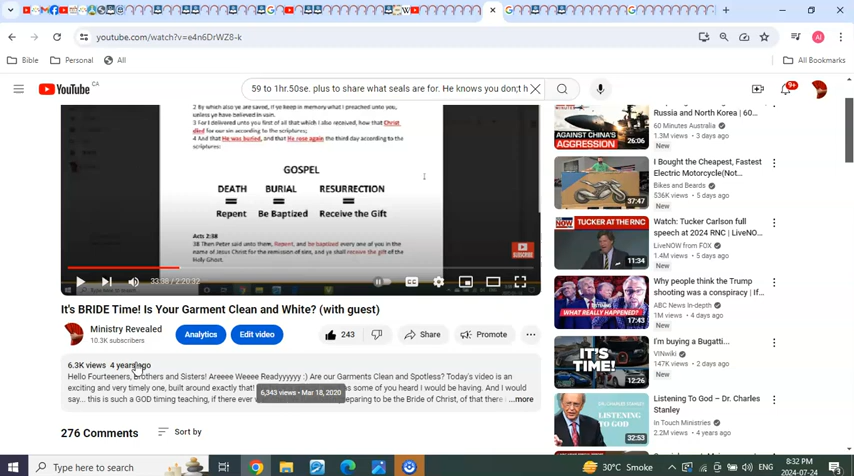 youtube.com/watch?v=e4n6DrWZ8-k
Bible
Personal
All
All Bookmarks
YouTube CA
59 to 1hr.50se. plus to share what seals are for. He knows you don;t h
9+
2 By which also ye are saved, if ye keep in memory what I preached unto you,
unless ye have believed in vain.
3 For I delivered unto you first of all that which I also received, how that Christ
died for our sins according to the scriptures;
4 And that He was buried, and that He rose again the third day according to the
scriptures:
GOSPEL
DEATH BURIAL RESURRECTION
= = =
Repent Be Baptized Receive the Gift
Acts 2:38
38 Then Peter said unto them, Repent, and be baptized every one of you in the
name of Jesus Christ for the remission of sins, and ye shall receive the gift of the
Holy Ghost.
SUBSCRIBE
33:38 / 2:20:32
CC
It's BRIDE Time! Is Your Garment Clean and White? (with guest)
Ministry Revealed
10.3K subscribers
Analytics
Edit video
243
Share
Promote
6.3K views 4 years ago
Hello Fourteeners, Brothers and Sisters! Areeee Weeee Readyyyyyy :) Are our Garments Clean and Spotless? Today's video is an
exciting and very timely one, built around exactly that!
as some of you heard I would be having. And I would
6,343 views • Mar 18, 2020
say... this is such a GOD timing teaching, if there ever
paring to be the Bride of Christ, of that there
...more
276 Comments
Sort by
AGAINST CHINA'S
AGGRESSION
26:06
Russia and North Korea | 60...
60 Minutes Australia
1.3M views • 3 days ago
New
37:47
I Bought the Cheapest, Fastest
Electric Motorcycle(Not...
Bikes and Beards
536K views • 5 days ago
New
NOW
TUCKER AT THE RNC
11:34
Watch: Tucker Carlson full
speech at 2024 RNC | LiveNO...
LiveNOW from FOX
1.4M views • 5 days ago
New
WHAT REALLY HAPPENED?
17:43
Why people think the Trump
shooting was a conspiracy | If...
ABC News In-depth
1M views • 4 days ago
New
IT'S TIME!
12:26
I'm buying a Bugatti...
VINwiki
147K views • 2 days ago
New
LISTENING
TO GOD
32:53
Listening To God – Dr. Charles
Stanley
In Touch Ministries
2.2M views • 4 years ago
Type here to search
30°C Smoke
8:32 PM
2024-07-24